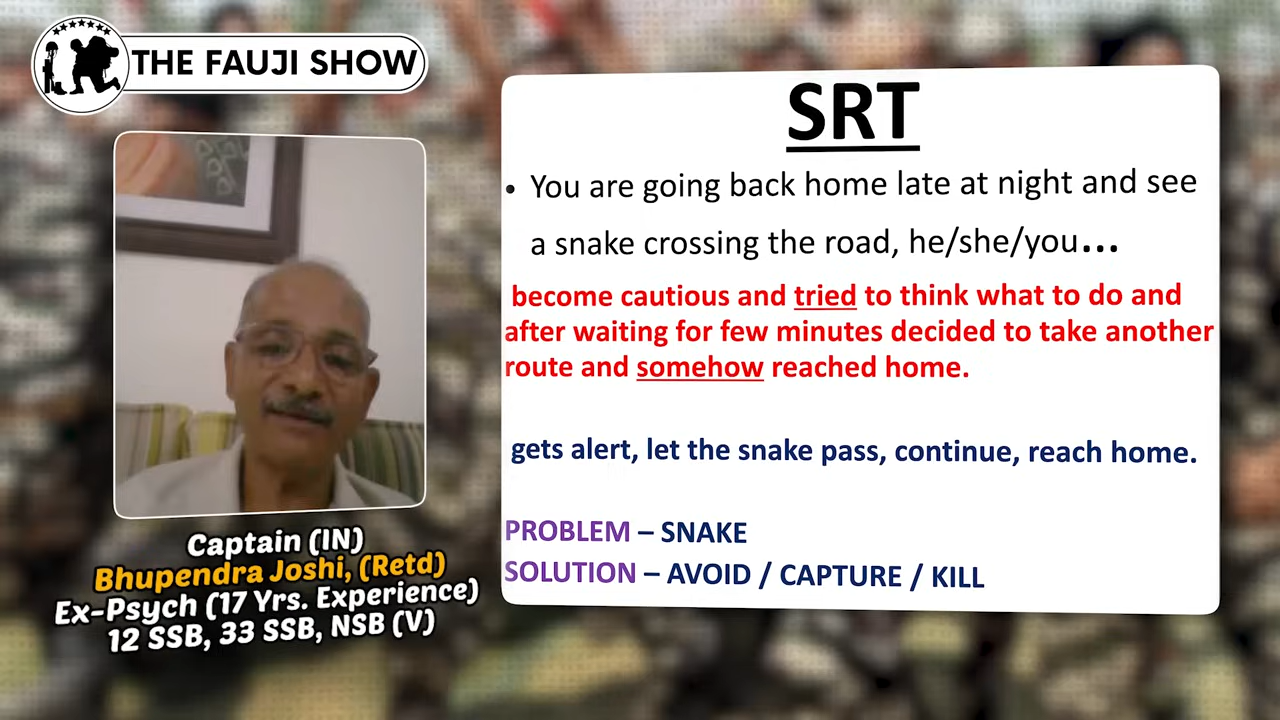 THE FAUJI SHOW
SRT
• You are going back home late at night and see
a snake crossing the road, he/she/you...
become cautious and tried to think what to do and
after waiting for few minutes decided to take another
route and somehow reached home.
gets alert, let the snake pass, continue, reach home.
PROBLEM – SNAKE
SOLUTION – AVOID / CAPTURE / KILL
Captain (IN)
Bhupendra Joshi, (Retd)
Ex-Psych (17 Yrs. Experience)
12 SSB, 33 SSB, NSB (V)